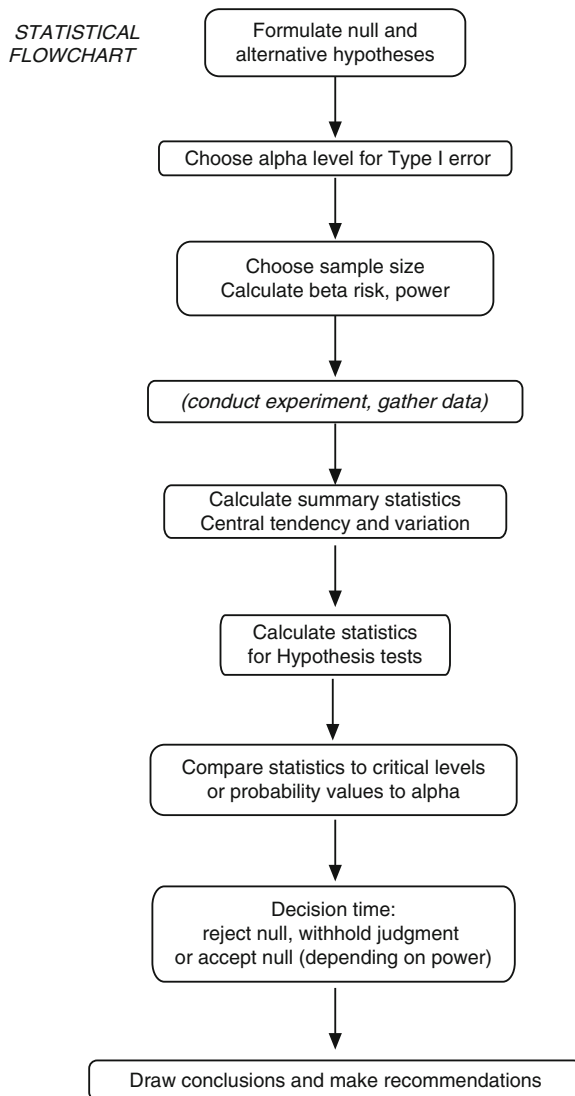 STATISTICAL
FLOWCHART
Formulate null and
alternative hypotheses
Choose alpha level for Type I error
Choose sample size
Calculate beta risk, power
(conduct experiment, gather data)
Calculate summary statistics
Central tendency and variation
Calculate statistics
for Hypothesis tests
Compare statistics to critical levels
or probability values to alpha
Decision time:
reject null, withhold judgment
or accept null (depending on power)
Draw conclusions and make recommendations